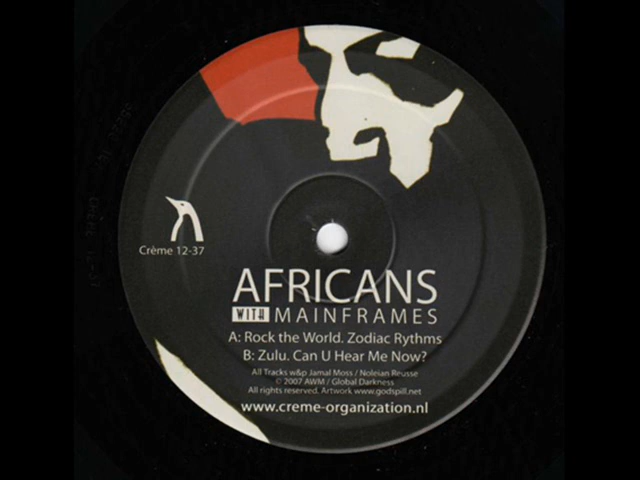 Crème 12-37
AFRICANS
WITH MAINFRAMES
A: Rock the World. Zodiac Rythms
B: Zulu. Can U Hear Me Now?
All Tracks w&p Jamal Moss / Noleian Reusse
© 2007 AWM / Global Darkness
All rights reserved. Artwork www.godspill.net
www.creme-organization.nl